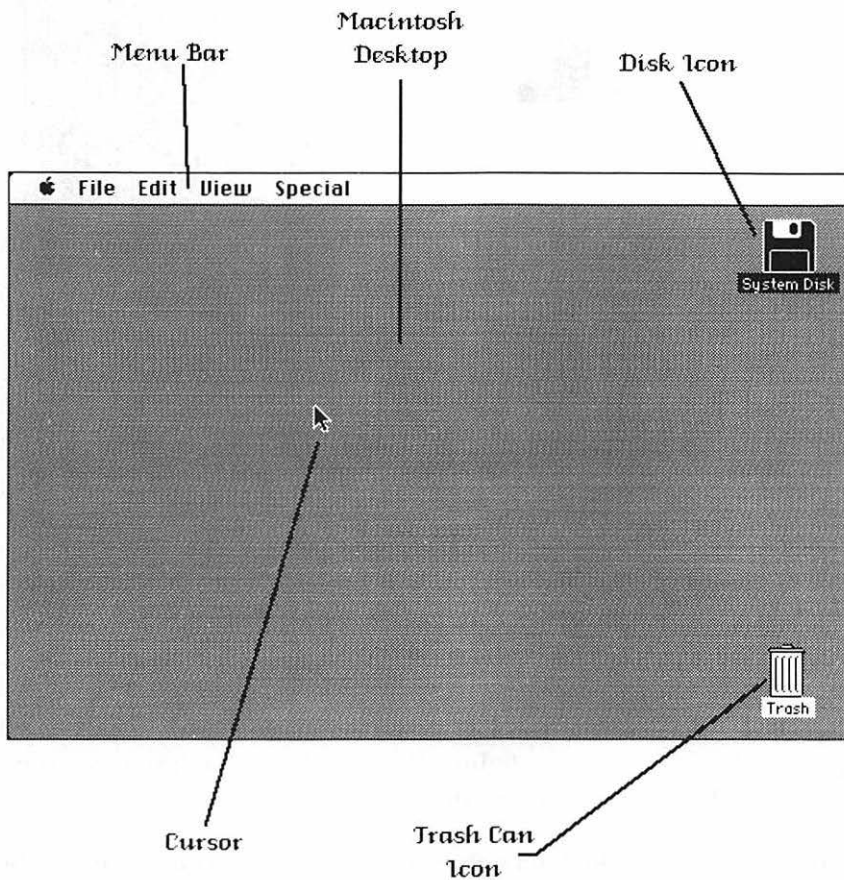 Macintosh
Desktop
Menu Bar
Disk Icon
File Edit View Special
System Disk
Trash
Cursor
Trash Can
Icon